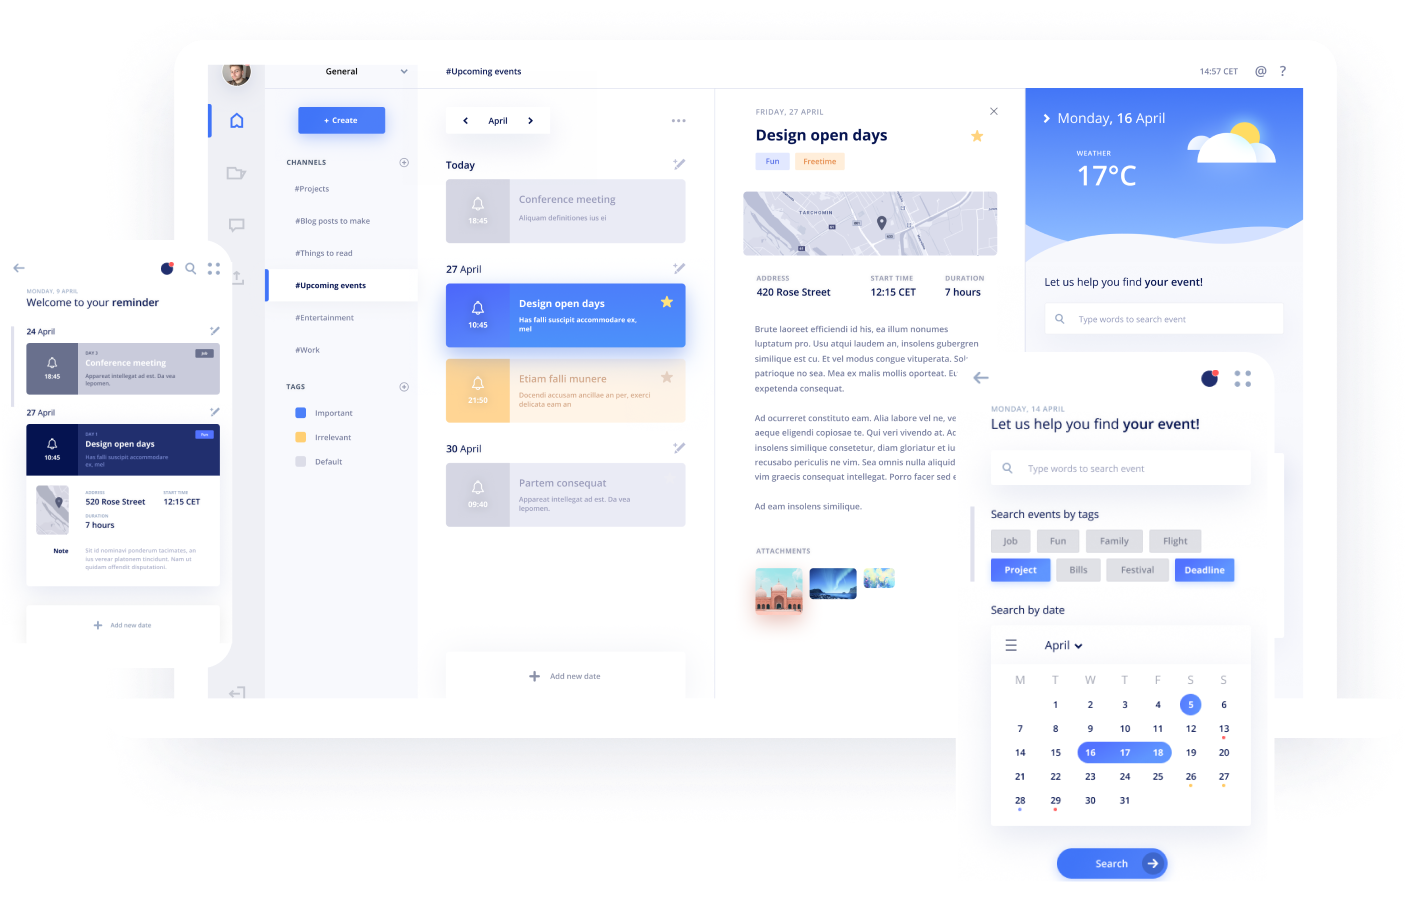 General
#Upcoming events
14:57 CET
@
?
+ Create
CHANNELS
#Projects
#Blog posts to make
#Things to read
#Upcoming events
#Entertainment
#Work
TAGS
Important
Irrelevant
Default
April
Today
18:45
Conference meeting
Aliquam definitiones ius ei
27 April
10:45
Design open days
Has falli suscipit accommodare ex,
mel
21:50
Etiam falli munere
Docendi accusam ancillae an per, exerci
delicata eam an
30 April
09:40
Partem consequat
Appareat intellegat ad est. Da vea
lepomen.
+ Add new date
FRIDAY, 27 APRIL
Design open days
Fun
Freetime
TARCHOMIN
ADDRESS
420 Rose Street
START TIME
12:15 CET
DURATION
7 hours
Brute laoreet efficiendi id his, ea illum nonumes
luptatum pro. Usu atqui laudem an, insolens gubergren
similique est cu. Et vel modus congue vituperata. Sol
patrioque no sea. Mea ex malis mollis oporteat. Eu
expetenda consequat.
Ad ocurreret constituto eam. Alia labore vel ne, ve
aeque eligendi copiosae te. Qui veri vivendo at. Ac
insolens similique consetetur, diam gloriatur et iu
recusabo periculis ne vim. Sea omnis nulla aliquid
vim graecis consequat intellegat. Porro facer sed e
Ad eam insolens similique.
ATTACHMENTS
Monday, 16 April
WEATHER
17°C
Let us help you find your event!
Type words to search event
MONDAY, 9 APRIL
Welcome to your reminder
24 April
DAY 2
Job
Conference meeting
18:45
Appareat intellegat ad est. Da vea
lepomen.
27 April
DAY 1
Fun
Design open days
10:45
Has falli suscipit accommodare
ex, mel
ADDRESS
520 Rose Street
START TIME
12:15 CET
DURATION
7 hours
Note
Sit id nominavi ponderum tacimates, an
ius verear platonem tincidunt. Nam ut
quidam offendit disputationi.
+ Add new date
MONDAY, 14 APRIL
Let us help you find your event!
Type words to search event
Search events by tags
Job
Fun
Family
Flight
Project
Bills
Festival
Deadline
Search by date
April
M T W T F S S
1 2 3 4 5 6
7 8 9 10 11 12 13
14 15 16 17 18 19 20
21 22 23 24 25 26 27
28 29 30 31
Search